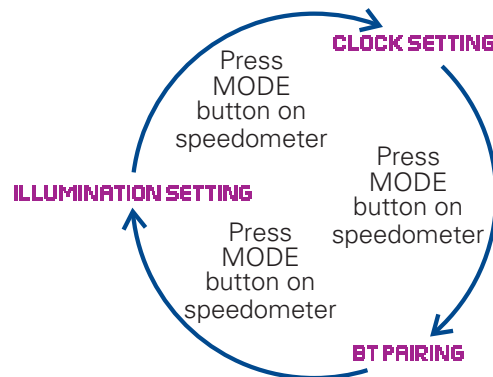 CLOCK SETTING
Press
MODE
button on
speedometer
Press
MODE
button on
speedometer
ILLUMINATION SETTING
Press
MODE
button on
speedometer
BT PAIRING